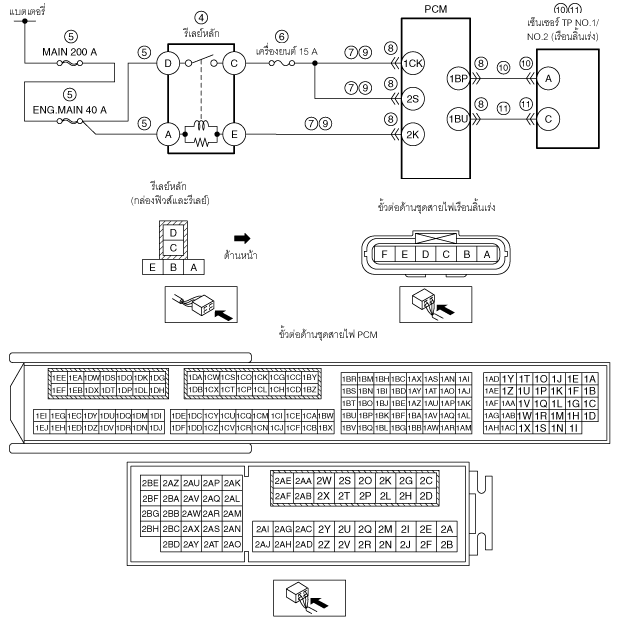 แบตเตอรี่
MAIN 200 A
ENG.MAIN 40 A
5
5
5
5
4
รีเลย์หลัก
D
C
A
E
6
เครื่องยนต์ 15 A
7 9
7 9
7 9
8
8
8
PCM
1CK
2S
2K
1BP
1BU
8
8
10
11
10
11
10 11
เซ็นเซอร์ TP NO.1/
NO.2 (เรือนลิ้นเร่ง)
A
C
รีเลย์หลัก
(กล่องฟิวส์และรีเลย์)
D
C
E B A
ด้านหน้า
ขั้วต่อด้านชุดสายไฟเรือนลิ้นเร่ง
F E D C B A
ขั้วต่อด้านชุดสายไฟ PCM
1EE 1EA 1DW 1DS 1DO 1DK 1DG
1EF 1EB 1DX 1DT 1DP 1DL 1DH
1EI 1EG 1EC 1DY 1DU 1DQ 1DM 1DI
1EJ 1EH 1ED 1DZ 1DV 1DR 1DN 1DJ
1DA 1CW 1CS 1CO 1CK 1CG 1CC 1BY
1DB 1CX 1CT 1CP 1CL 1CH 1CD 1BZ
1DE 1DC 1CY 1CU 1CQ 1CM 1CI 1CE 1CA 1BW
1DF 1DD 1CZ 1CV 1CR 1CN 1CJ 1CF 1CB 1BX
1BR 1BM 1BH 1BC 1AX 1AS 1AN 1AI
1BS 1BN 1BI 1BD 1AY 1AT 1AO 1AJ
1BT 1BO 1BJ 1BE 1AZ 1AU 1AP 1AK
1BU 1BP 1BK 1BF 1BA 1AV 1AQ 1AL
1BV 1BQ 1BL 1BG 1BB 1AW 1AR 1AM
1AD 1Y 1T 1O 1J 1E 1A
1AE 1Z 1U 1P 1K 1F 1B
1AF 1AA 1V 1Q 1L 1G 1C
1AG 1AB 1W 1R 1M 1H 1D
1AH 1AC 1X 1S 1N 1I
2BE 2AZ 2AU 2AP 2AK
2BF 2BA 2AV 2AQ 2AL
2BG 2BB 2AW 2AR 2AM
2BH 2BC 2AX 2AS 2AN
2BD 2AY 2AT 2AO
2AE 2AA 2W 2S 2O 2K 2G 2C
2AF 2AB 2X 2T 2P 2L 2H 2D
2AI 2AG 2AC 2Y 2U 2Q 2M 2I 2E 2A
2AJ 2AH 2AD 2Z 2V 2R 2N 2J 2F 2B